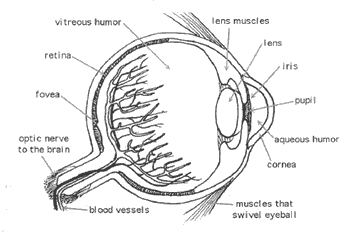 vitreous humor
lens muscles
lens
iris
retina
fovea
pupil
optic nerve
to the brain
aqueous humor
cornea
blood vessels
muscles that
swivel eyeball